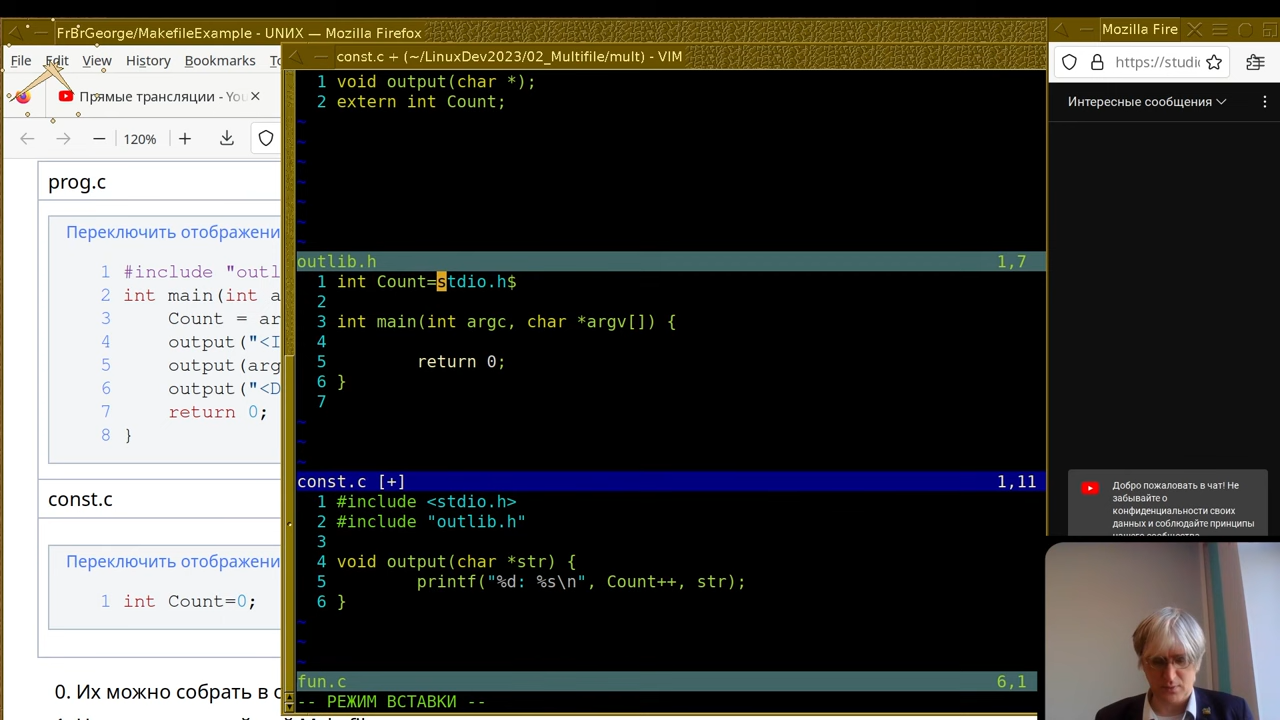 FrBrGeorge/MakefileExample - UNИX — Mozilla Firefox
File Edit View History Bookmarks
Прямые трансляции - You
120%
prog.c
Переключить отображени
1 #include "outl
2 int main(int a
3 Count = ar
4 output("<I
5 output(arg
6 output("<D
7 return 0;
8 }
const.c
Переключить отображени
1 int Count=0;
0. Их можно собрать в с
const.c + (~/LinuxDev2023/02_Multifile/mult) - VIM
1 void output(char *);
2 extern int Count;
~
~
~
~
~
~
~
outlib.h 1,7
1 int Count=stdio.h$
2
3 int main(int argc, char *argv[]) {
4
5 return 0;
6 }
7
~
~
~
const.c [+] 1,11
1 #include <stdio.h>
2 #include "outlib.h"
3
4 void output(char *str) {
5 printf("%d: %s\n", Count++, str);
6 }
~
~
~
fun.c 6,1
-- РЕЖИМ ВСТАВКИ --
Mozilla Fire
https://studi
Интересные сообщения
Добро пожаловать в чат! Не
забывайте о
конфиденциальности своих
данных и соблюдайте принципы
нашего сообщества.